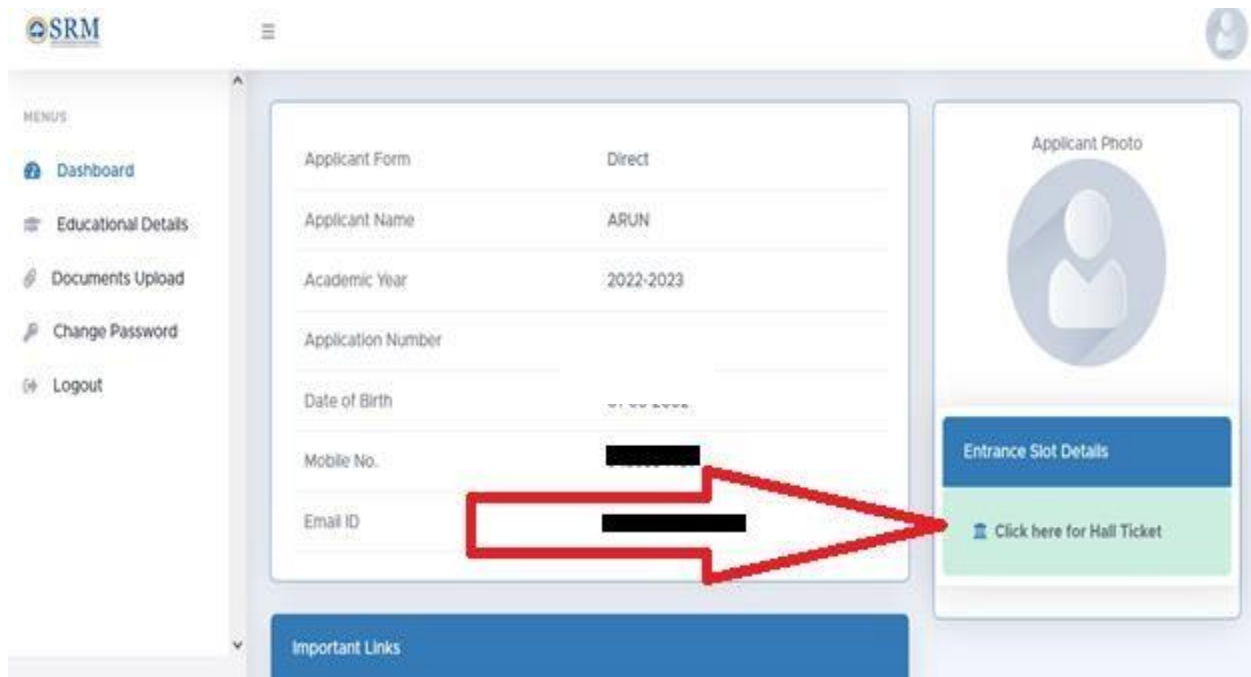 SRM
MENUS
Dashboard
Educational Details
Documents Upload
Change Password
Logout
Applicant Form Direct
Applicant Name ARUN
Academic Year 2022-2023
Application Number
Date of Birth
Mobile No.
Email ID
Important Links
Applicant Photo
Entrance Slot Details
Click here for Hall Ticket